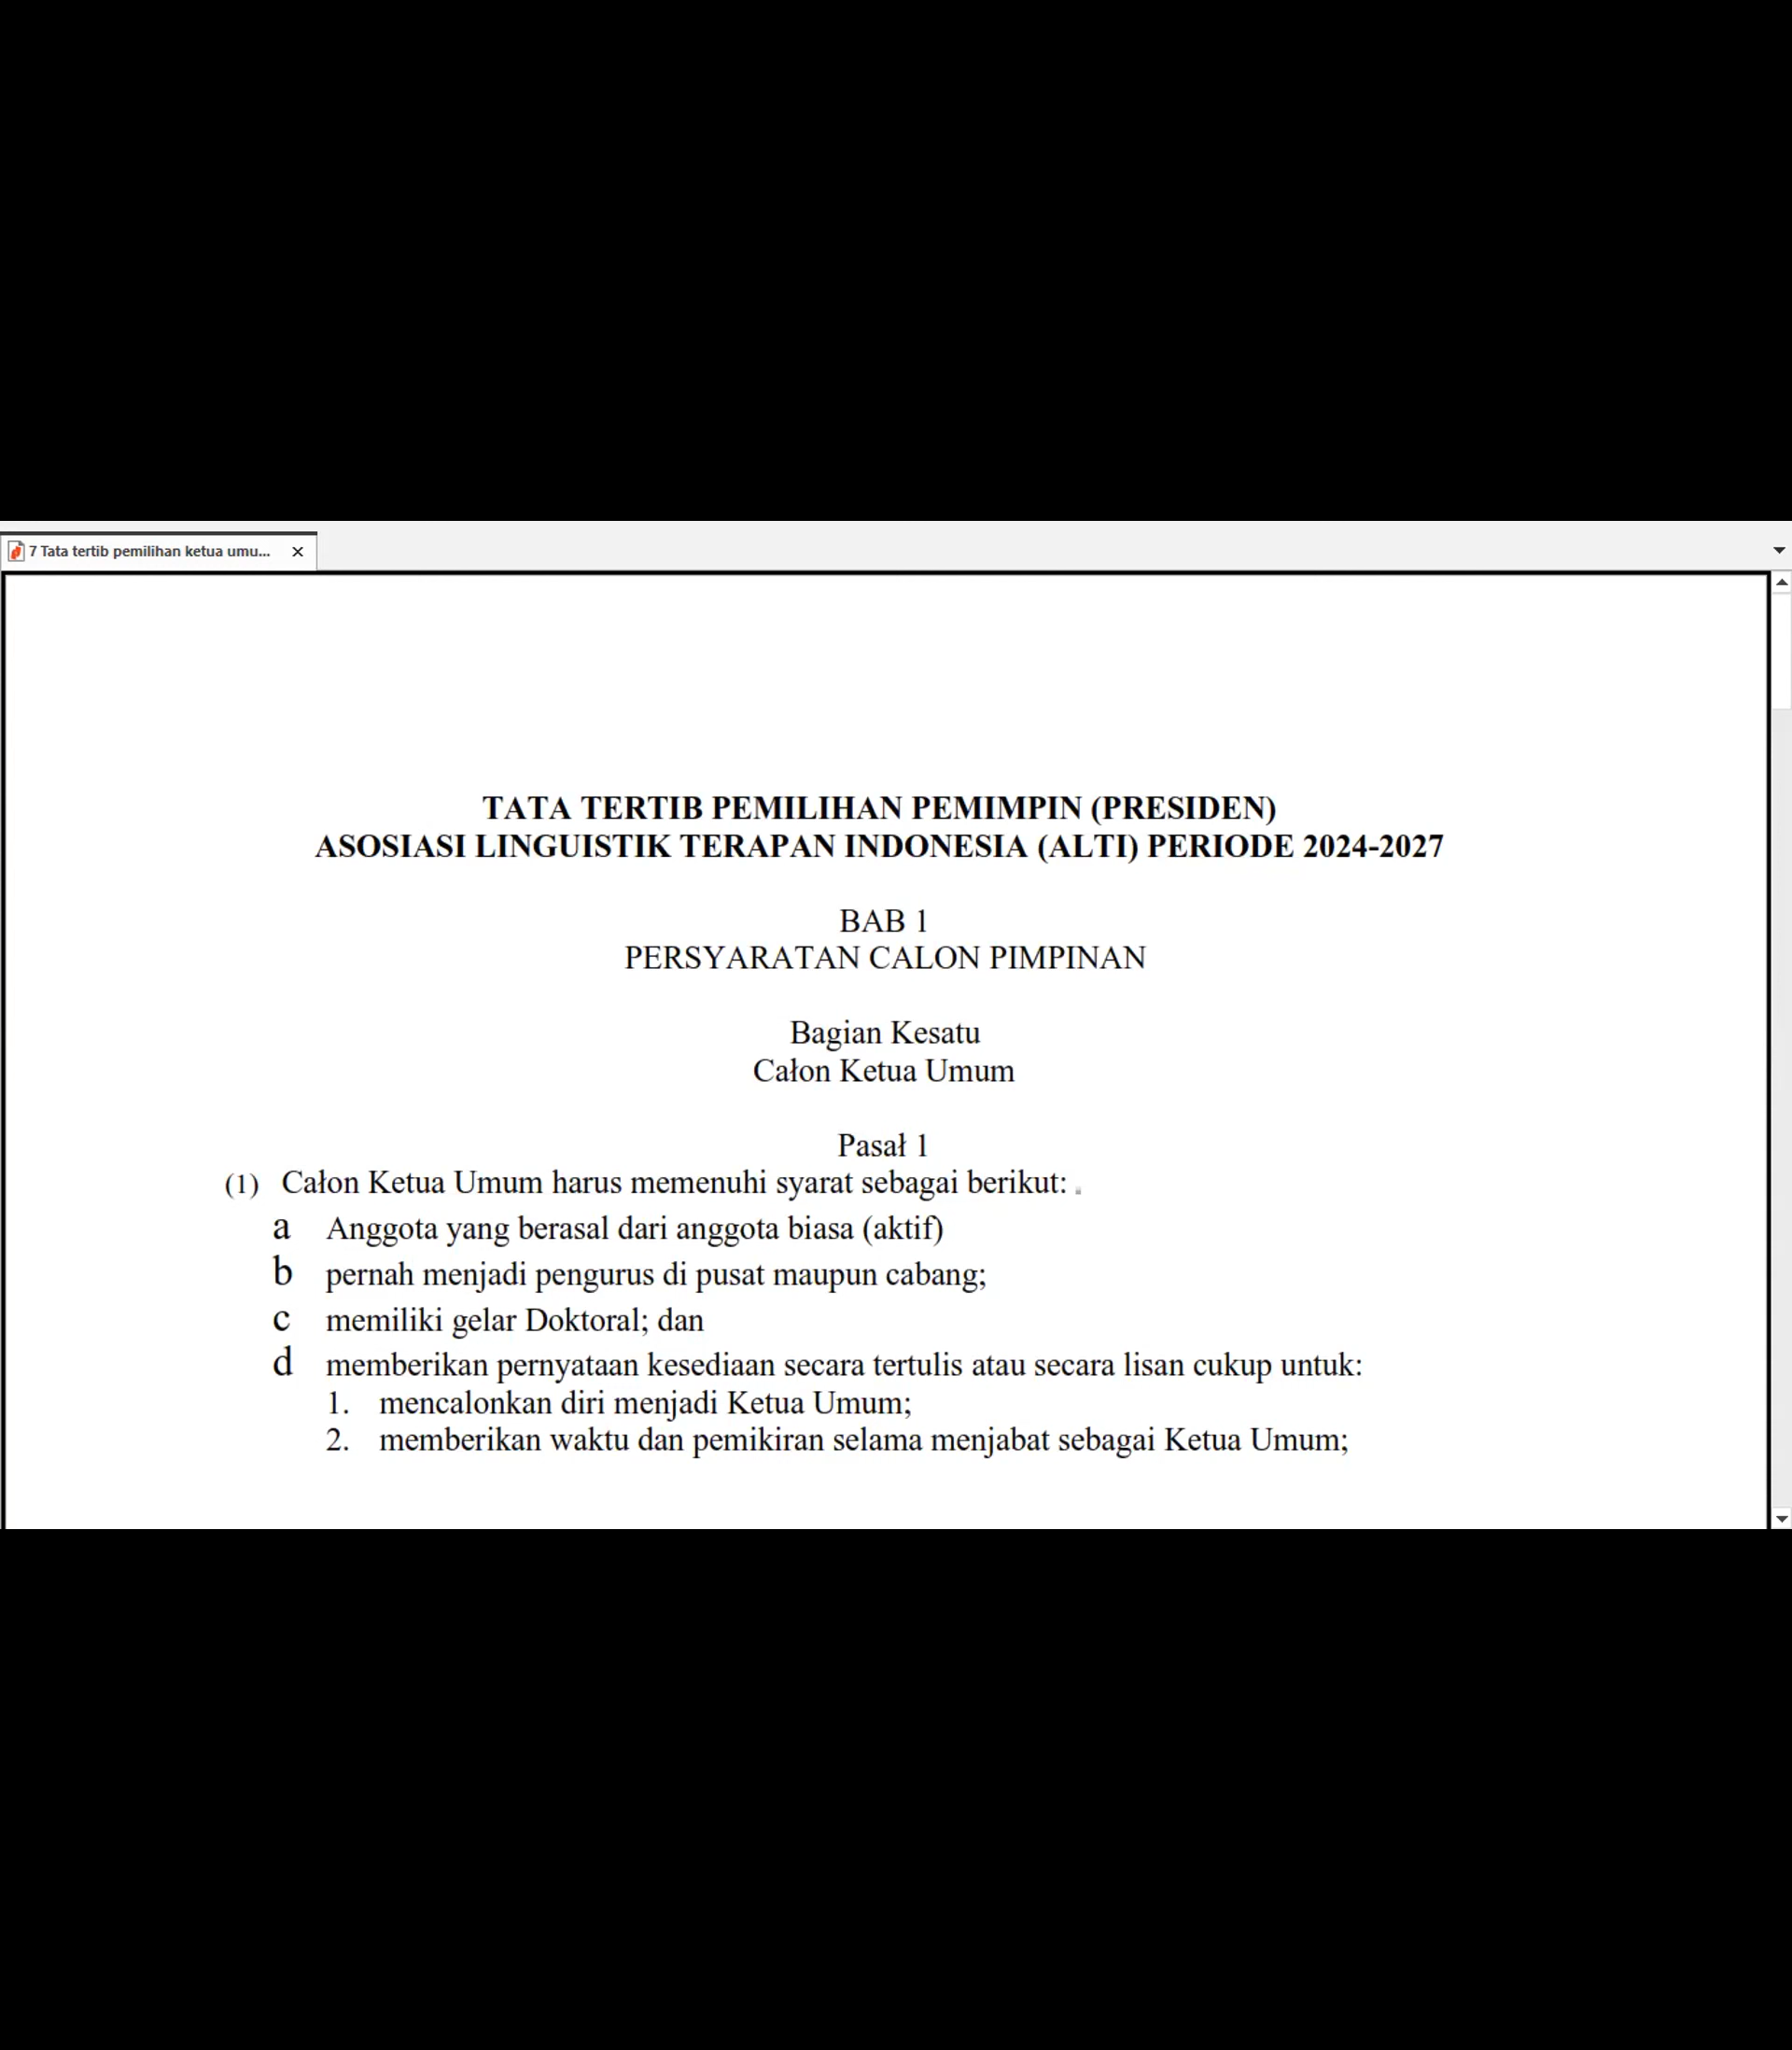 7 Tata tertib pemilihan ketua umu...
TATA TERTIB PEMILIHAN PEMIMPIN (PRESIDEN)
ASOSIASI LINGUISTIK TERAPAN INDONESIA (ALTI) PERIODE 2024-2027
BAB 1
PERSYARATAN CALON PIMPINAN
Bagian Kesatu
Całon Ketua Umum
Pasał 1
(1) Całon Ketua Umum harus memenuhi syarat sebagai berikut:
a Anggota yang berasal dari anggota biasa (aktif)
b pernah menjadi pengurus di pusat maupun cabang;
c memiliki gelar Doktoral; dan
d memberikan pernyataan kesediaan secara tertulis atau secara lisan cukup untuk:
1. mencalonkan diri menjadi Ketua Umum;
2. memberikan waktu dan pemikiran selama menjabat sebagai Ketua Umum;